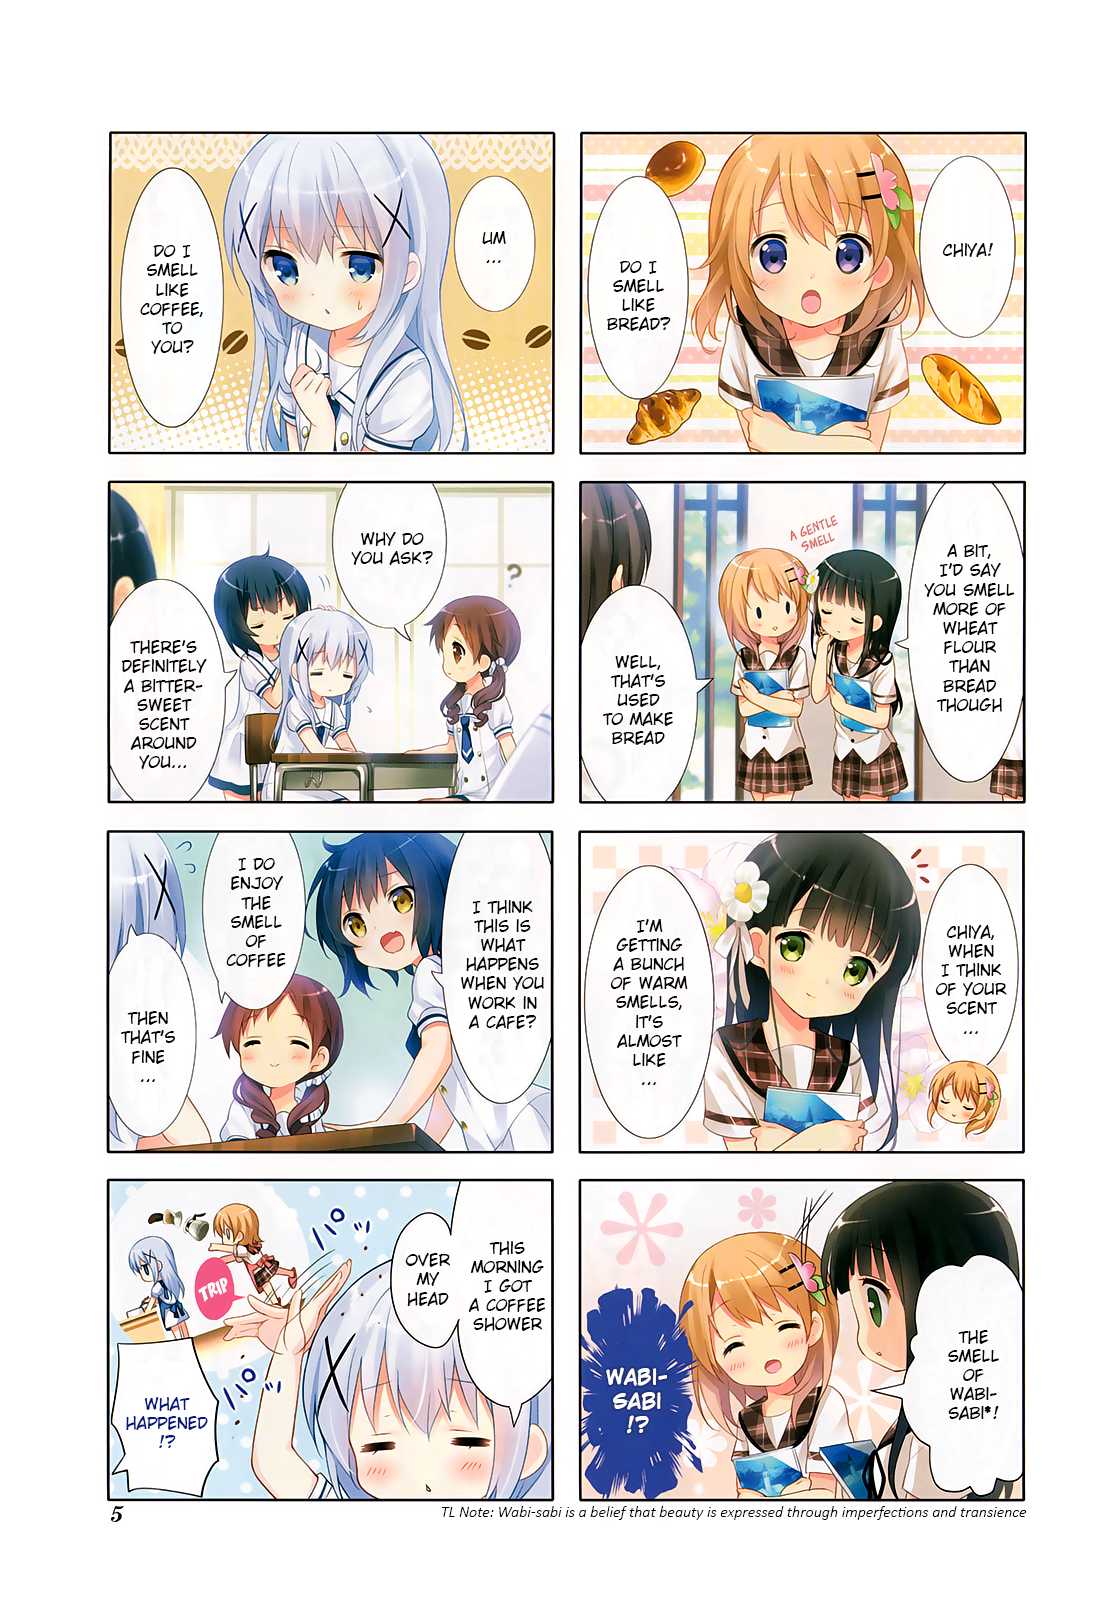 CHIYA!
DO I
SMELL
LIKE
BREAD?
A GENTLE
SMELL
A BIT,
I'D SAY
YOU SMELL
MORE OF
WHEAT
FLOUR
THAN
BREAD
THOUGH
WELL,
THAT'S
USED
TO MAKE
BREAD
CHIYA,
WHEN
I THINK
OF YOUR
SCENT
...
I'M
GETTING
A BUNCH
OF WARM
SMELLS,
IT'S
ALMOST
LIKE
...
THE
SMELL
OF
WABI-
SABI*!
WABI-
SABI
!?
UM
...
DO I
SMELL
LIKE
COFFEE,
TO
YOU?
WHY DO
YOU ASK?
?
THERE'S
DEFINITELY
A BITTER-
SWEET
SCENT
AROUND
YOU...
I THINK
THIS IS
WHAT
HAPPENS
WHEN YOU
WORK IN
A CAFE?
I DO
ENJOY
THE
SMELL
OF
COFFEE
THEN
THAT'S
FINE
...
THIS
MORNING
I GOT
A COFFEE
SHOWER
OVER
MY
HEAD
パッ
パッ
TRIP
WHAT
HAPPENED
!?
5
TL Note: Wabi-sabi is a belief that beauty is expressed through imperfections and transience